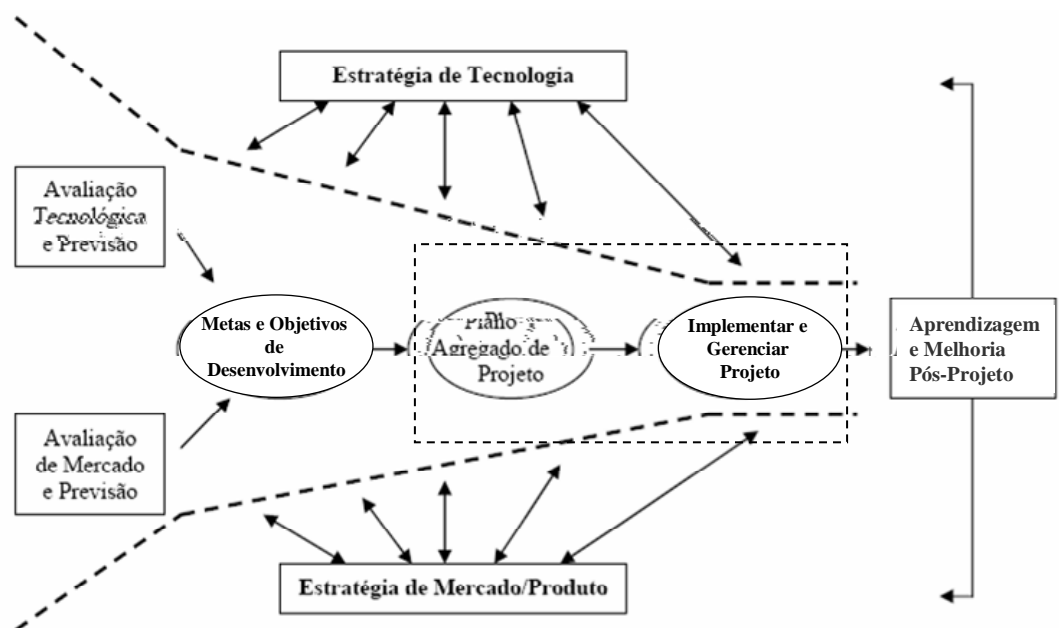 Estratégia de Tecnologia
Avaliação
Tecnológica
e Previsão
Metas e Objetivos
de
Desenvolvimento
Plano
Agregado de
Projeto
Implementar e
Gerenciar
Projeto
Aprendizagem
e Melhoria
Pós-Projeto
Avaliação
de Mercado
e Previsão
Estratégia de Mercado/Produto